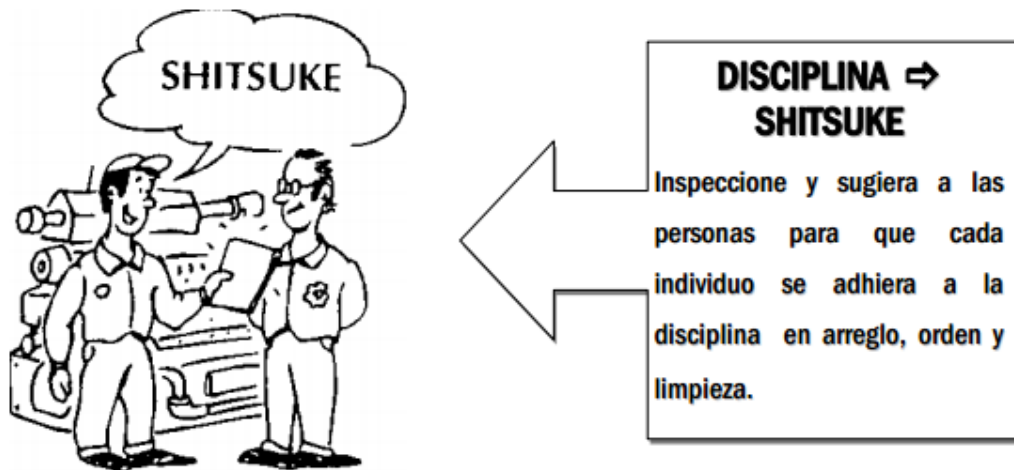 SHITSUKE
DISCIPLINA ⇨
SHITSUKE
Inspeccione y sugiera a las
personas para que cada
individuo se adhiera a la
disciplina en arreglo, orden y
limpieza.